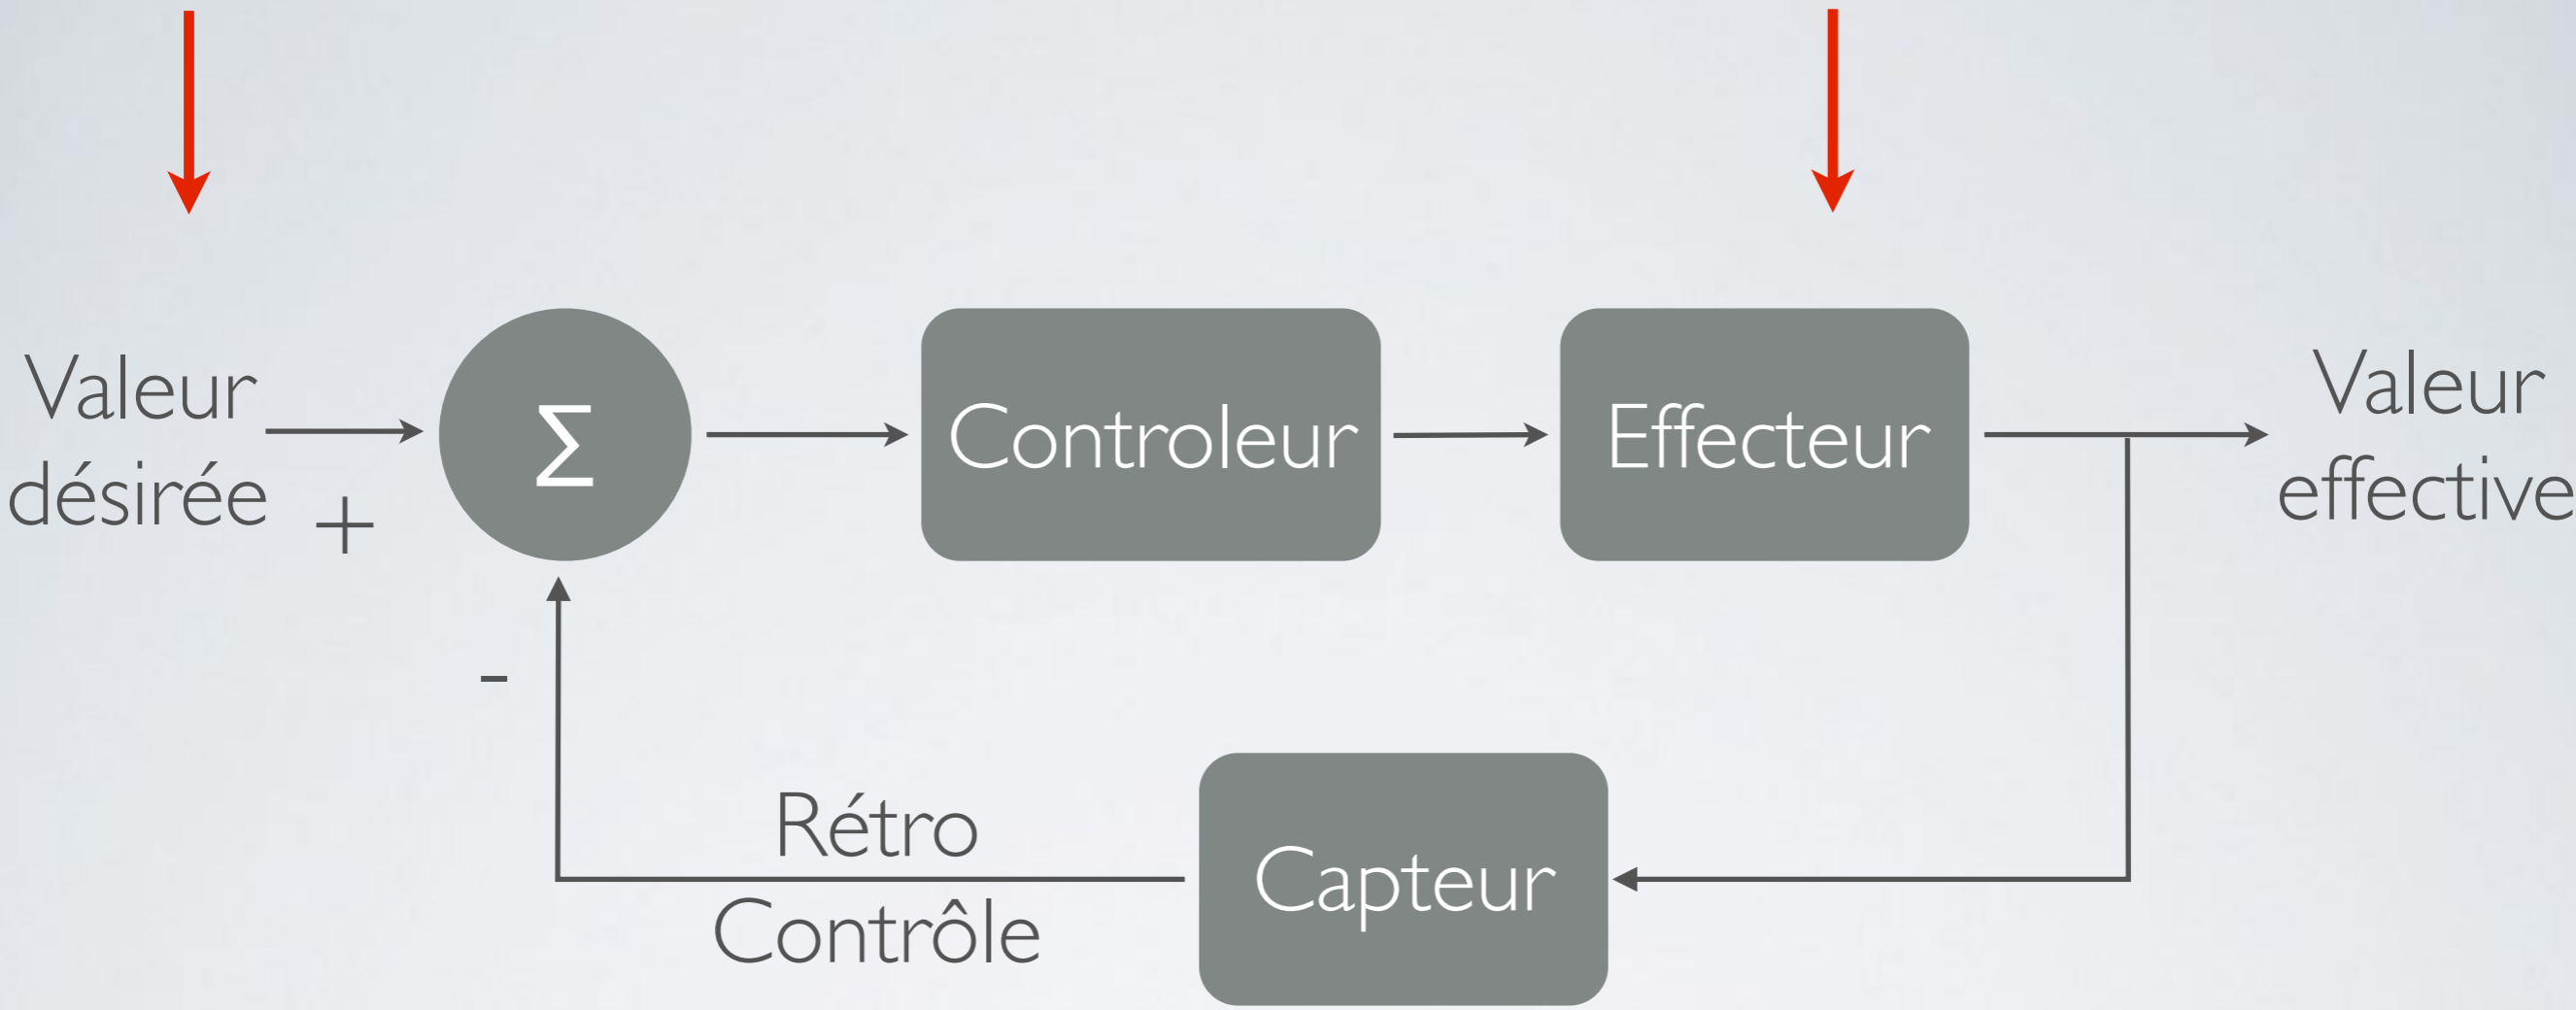 Valeur
désirée
+
∑
Controleur
Effecteur
Valeur
effective
-
Rétro
Contrôle
Capteur